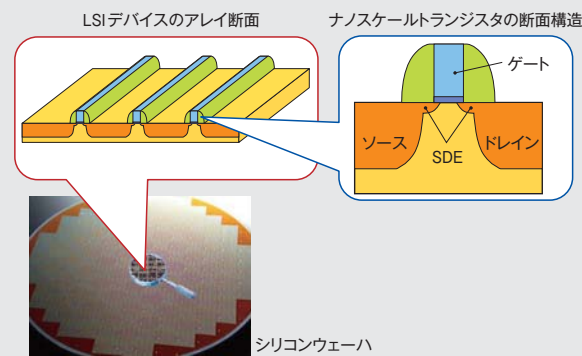 LSIデバイスのアレイ断面
ナノスケールトランジスタの断面構造
ゲート
ソース
ドレイン
SDE
シリコンウェーハ